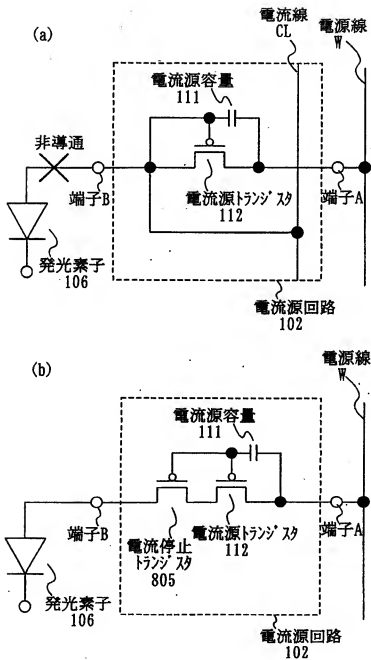 (a)
電流線
CL
電源線
W
電流源容量
111
非導通
端子B
電流源トランジスタ
112
端子A
発光素子
106
電流源回路
102
(b)
電源線
W
電流源容量
111
端子B
電流停止
トランジスタ
805
電流源トランジスタ
112
端子A
発光素子
106
電流源回路
102